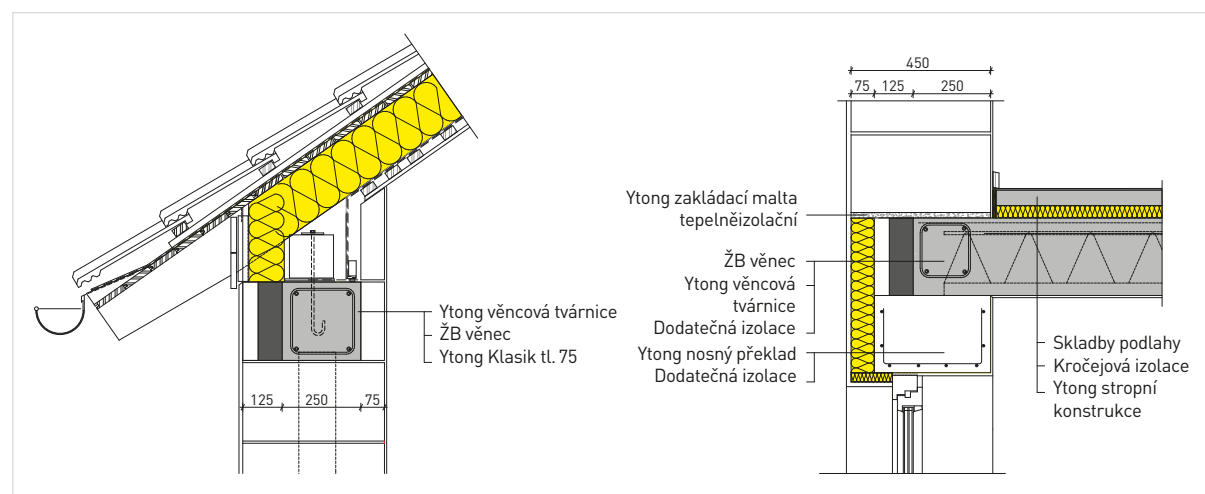 Ytong věncová tvárnice
ŽB věnec
Ytong Klasik tl. 75
125 250 75
450
75 125 250
Ytong zakládací malta
tepelněizolační
ŽB věnec
Ytong věncová
tvárnice
Dodatečná izolace
Ytong nosný překlad
Dodatečná izolace
Skladby podlahy
Kročejová izolace
Ytong stropní
konstrukce